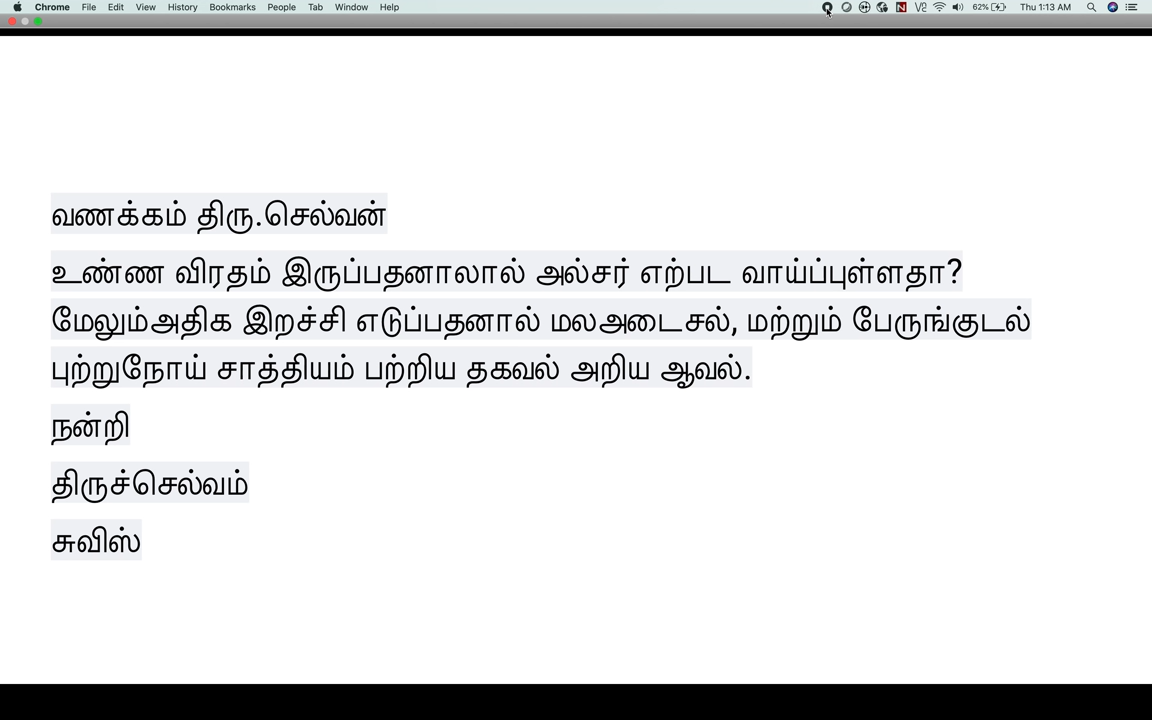 Chrome File Edit View History Bookmarks People Tab Window Help 62% Thu 1:13 AM
வணக்கம் திரு.செல்வன்
உண்ண விரதம் இருப்பதனாலால் அல்சர் எற்பட வாய்ப்புள்ளதா?
மேலும்அதிக இறச்சி எடுப்பதனால் மலஅடைசல், மற்றும் பேருங்குடல்
புற்றுநோய் சாத்தியம் பற்றிய தகவல் அறிய ஆவல்.
நன்றி
திருச்செல்வம்
சுவிஸ்